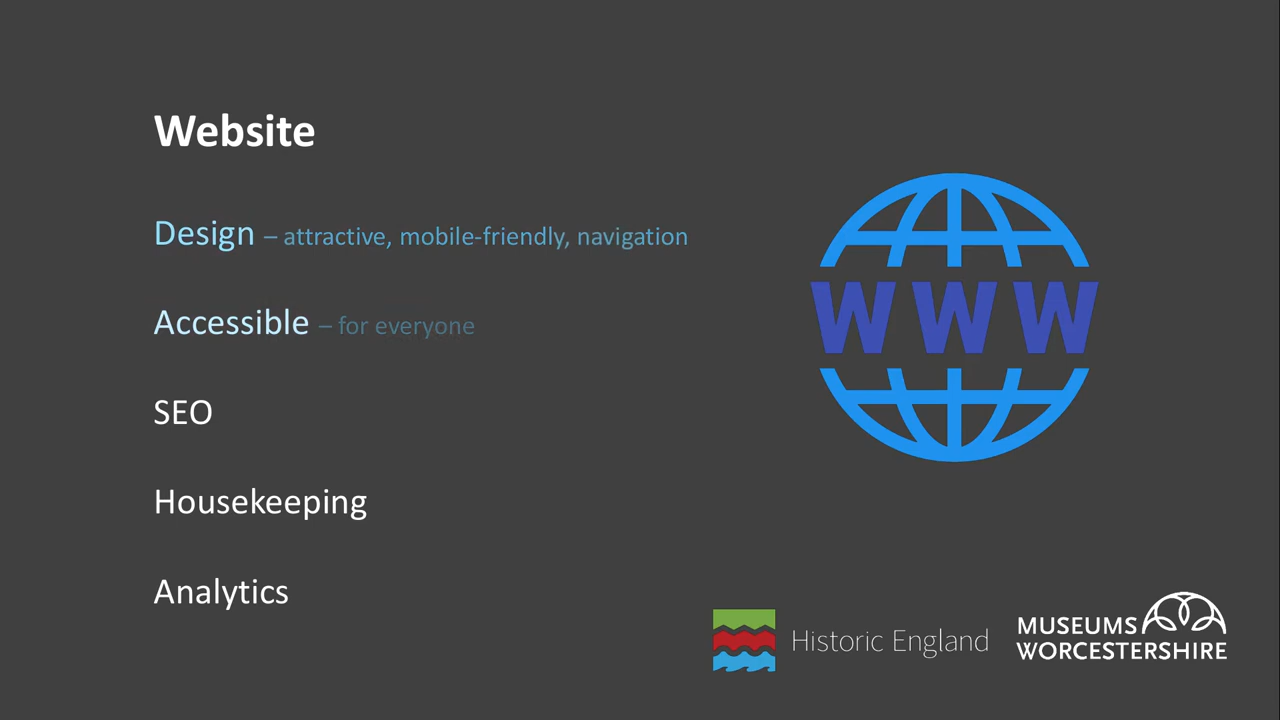 Website
Design – attractive, mobile-friendly, navigation
Accessible – for everyone
SEO
Housekeeping
Analytics
WWW
Historic England
MUSEUMS
WORCESTERSHIRE